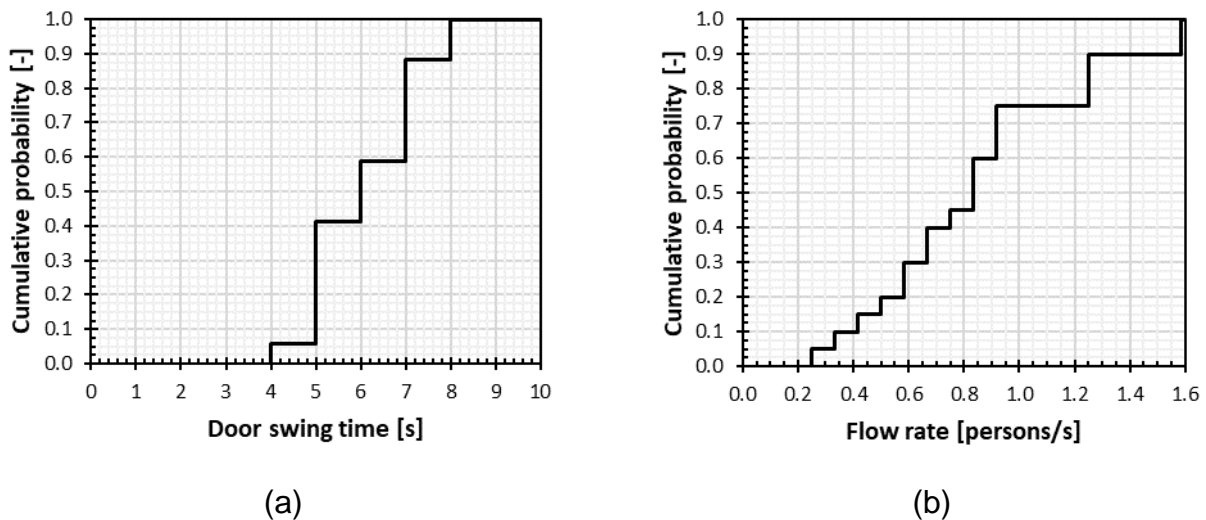 Cumulative probability [-]
1.0
0.9
0.8
0.7
0.6
0.5
0.4
0.3
0.2
0.1
0.0
0 1 2 3 4 5 6 7 8 9 10
Door swing time [s]
(a)
Cumulative probability [-]
1.0
0.9
0.8
0.7
0.6
0.5
0.4
0.3
0.2
0.1
0.0
0.0 0.2 0.4 0.6 0.8 1.0 1.2 1.4 1.6
Flow rate [persons/s]
(b)